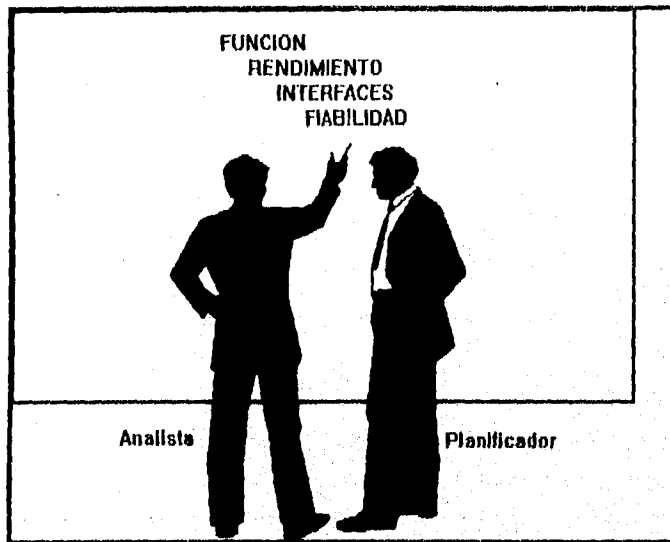 FUNCION
RENDIMIENTO
INTERFACES
FIABILIDAD
Analista
Planificador